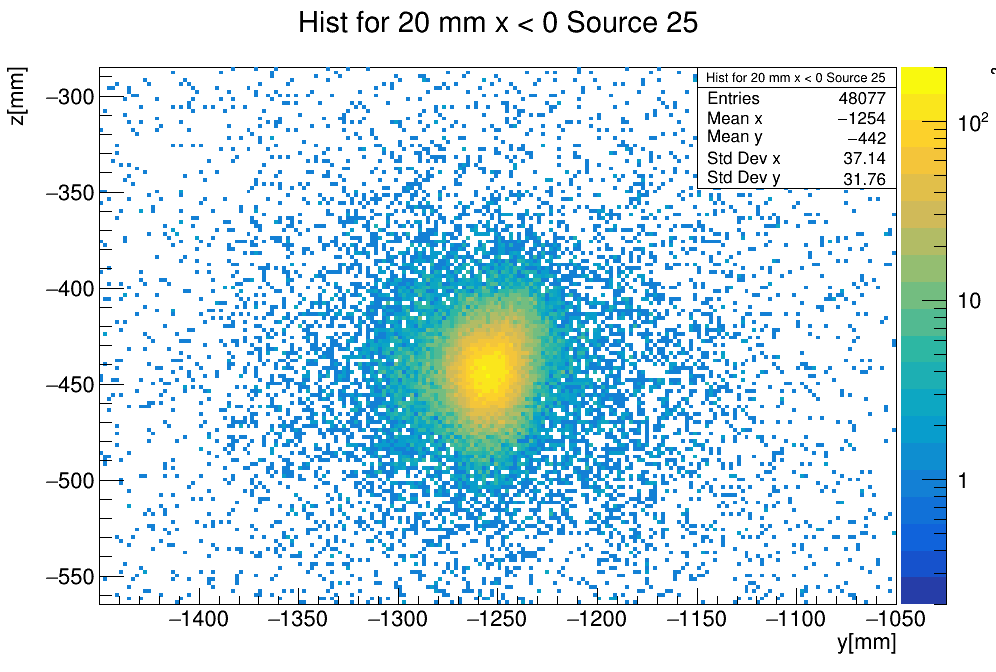 Hist for 20 mm x < 0 Source 25
z[mm]
Hist for 20 mm x < 0 Source 25
Entries 48077
Mean x −1254
Mean y −442
Std Dev x 37.14
Std Dev y 31.76
−300
−350
−400
−450
−500
−550
10²
10
1
−1400 −1350 −1300 −1250 −1200 −1150 −1100 −1050
y[mm]